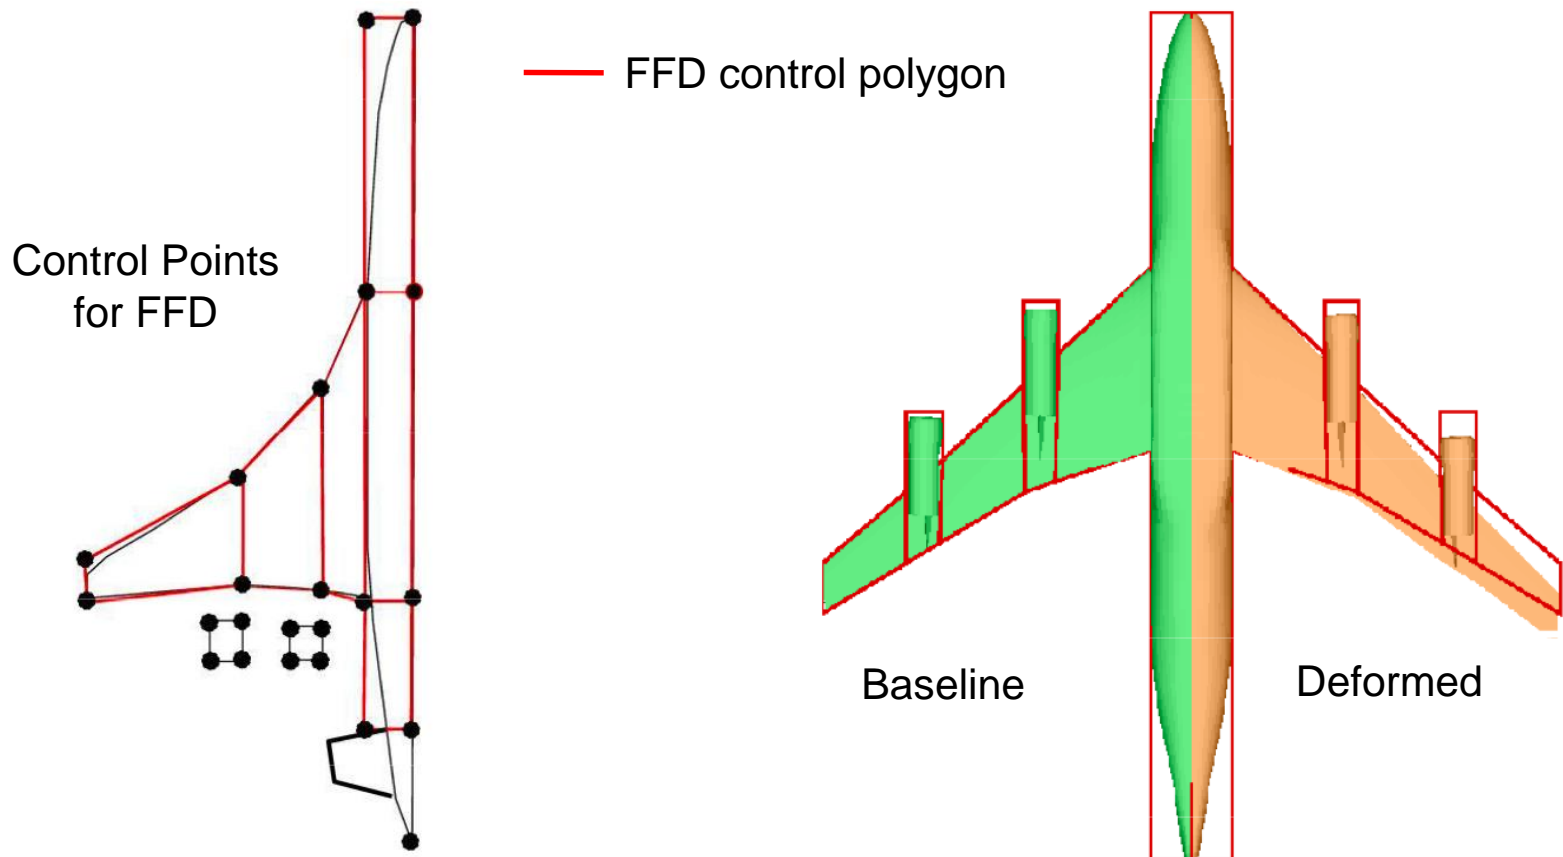 FFD control polygon
Control Points
for FFD
Baseline
Deformed